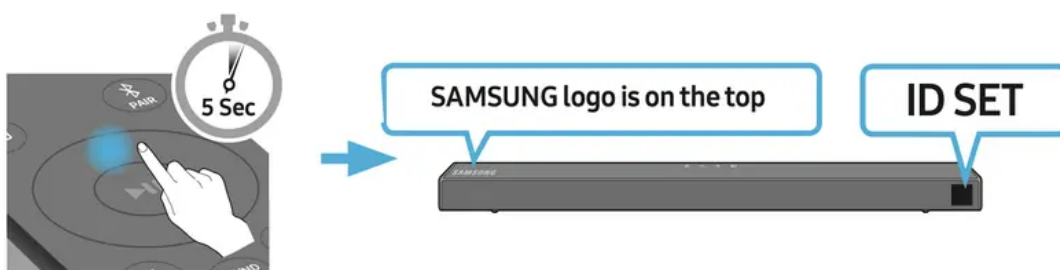 PAIR
5 Sec
SAMSUNG logo is on the top
ID SET
SAMSUNG